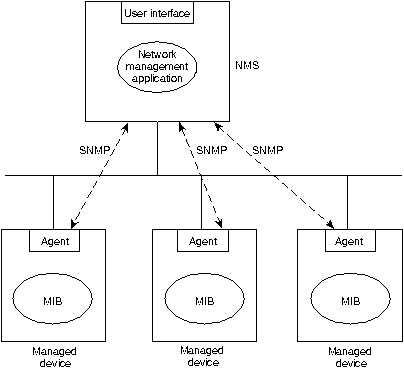 User interface
Network
management
application
NMS
SNMP SNMP SNMP
Agent Agent Agent
MIB MIB MIB
Managed Managed Managed
device device device